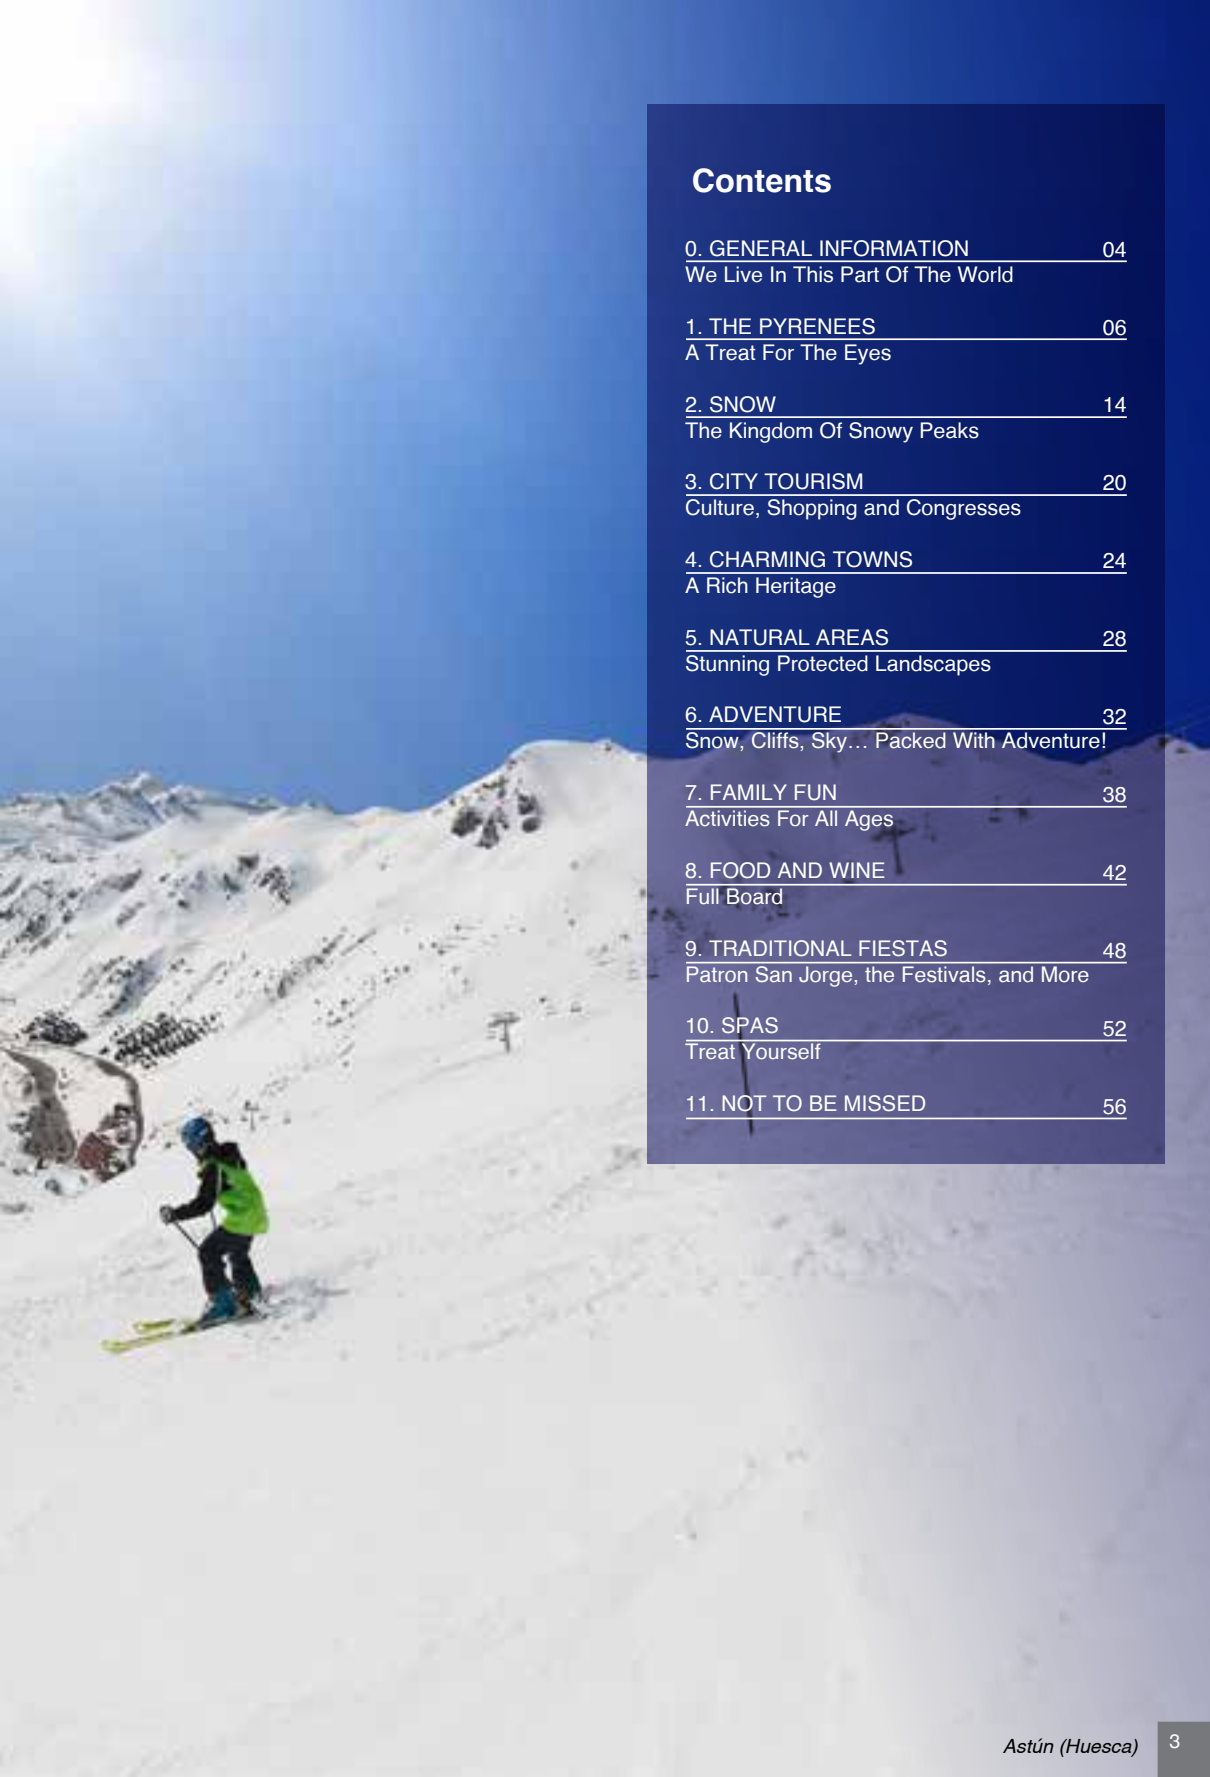 Contents
0. GENERAL INFORMATION 04
We Live In This Part Of The World
1. THE PYRENEES 06
A Treat For The Eyes
2. SNOW 14
The Kingdom Of Snowy Peaks
3. CITY TOURISM 20
Culture, Shopping and Congresses
4. CHARMING TOWNS 24
A Rich Heritage
5. NATURAL AREAS 28
Stunning Protected Landscapes
6. ADVENTURE 32
Snow, Cliffs, Sky… Packed With Adventure!
7. FAMILY FUN 38
Activities For All Ages
8. FOOD AND WINE 42
Full Board
9. TRADITIONAL FIESTAS 48
Patron San Jorge, the Festivals, and More
10. SPAS 52
Treat Yourself
11. NOT TO BE MISSED 56
Astún (Huesca) 3